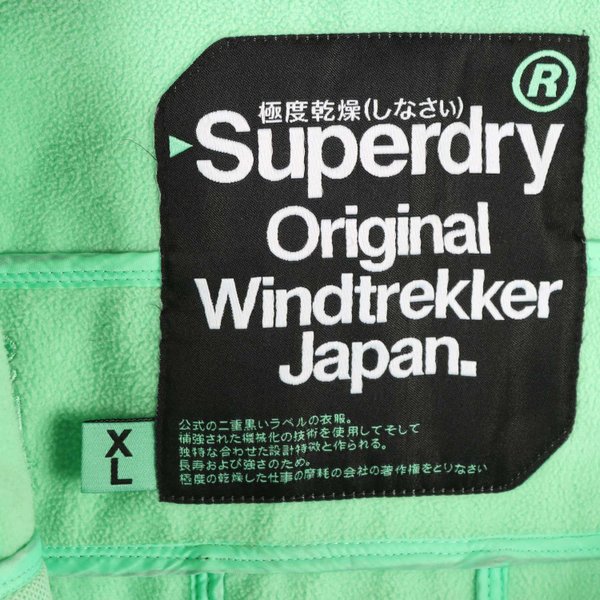 ®
極度乾燥(しなさい)
Superdry
Original
Windtrekker
Japan.
公式の二重黒いラベルの衣服。
補強された機械化の技術を使用してそして
独特な合わせた設計特徴と作られる。
長寿および強さのため。
極度の乾燥した仕事の摩耗の会社の著作権をとりなさい
XL